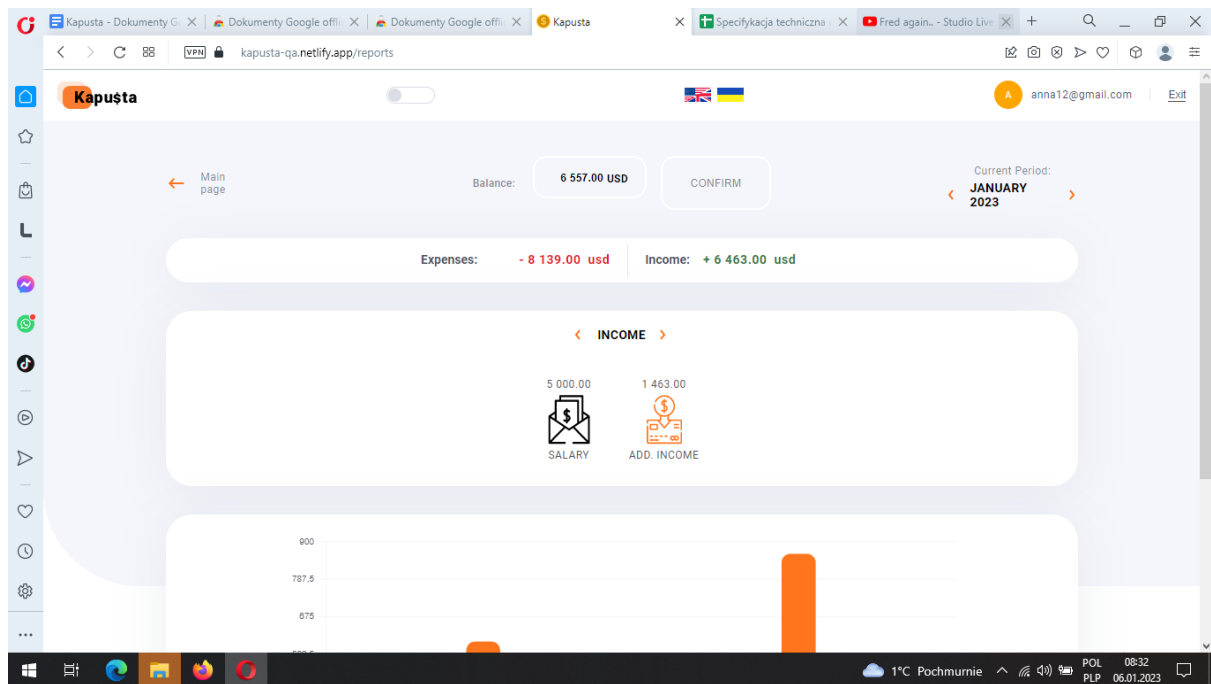 Kapusta - Dokumenty G
Dokumenty Google offli
Dokumenty Google offli
Kapusta
Specyfikacja techniczna
Fred again.. - Studio Live
VPN
kapusta-qa.netlify.app/reports
Kapu$ta
A
anna12@gmail.com
Exit
Main
page
Balance:
6 557.00 USD
CONFIRM
Current Period:
JANUARY
2023
Expenses: - 8 139.00 usd
Income: + 6 463.00 usd
INCOME
5 000.00
1 463.00
SALARY
ADD. INCOME
900
787,5
675
1°C Pochmurnie
POL
PLP
08:32
06.01.2023